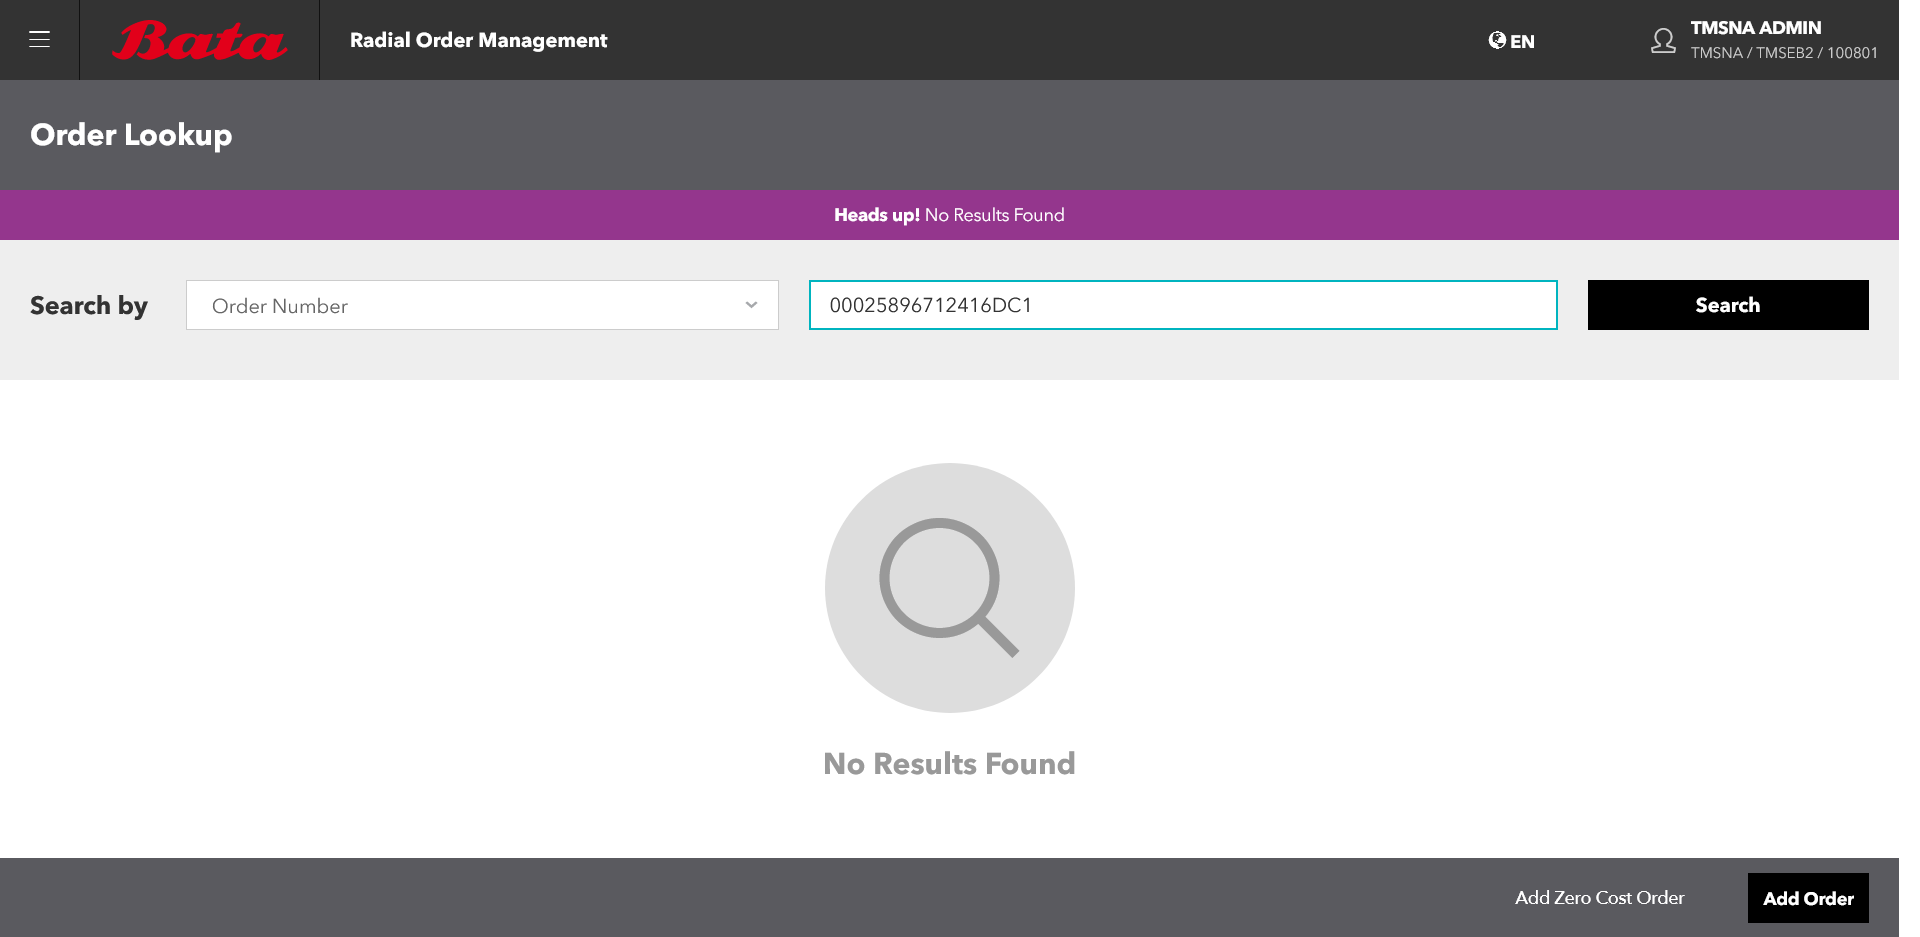 Bata
Radial Order Management
EN
TMSNA ADMIN
TMSNA / TMSEB2 / 100801
Order Lookup
Heads up! No Results Found
Search by
Order Number
00025896712416DC1
Search
No Results Found
Add Zero Cost Order
Add Order